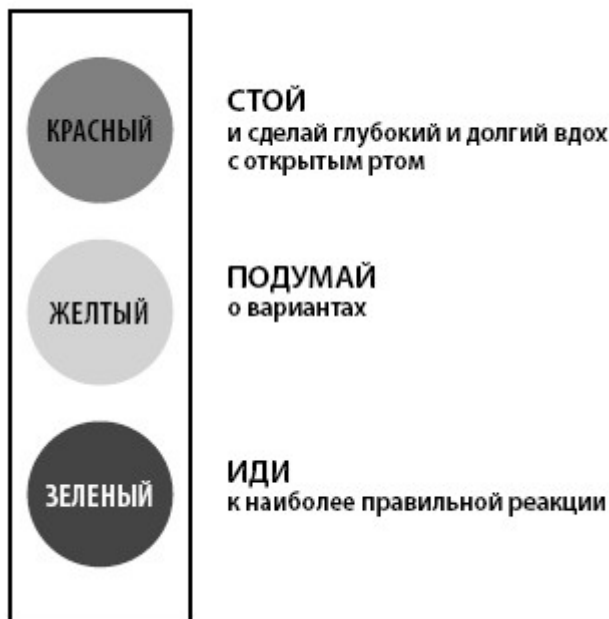 КРАСНЫЙ
СТОЙ
и сделай глубокий и долгий вдох
с открытым ртом
ЖЕЛТЫЙ
ПОДУМАЙ
о вариантах
ЗЕЛЕНЫЙ
ИДИ
к наиболее правильной реакции